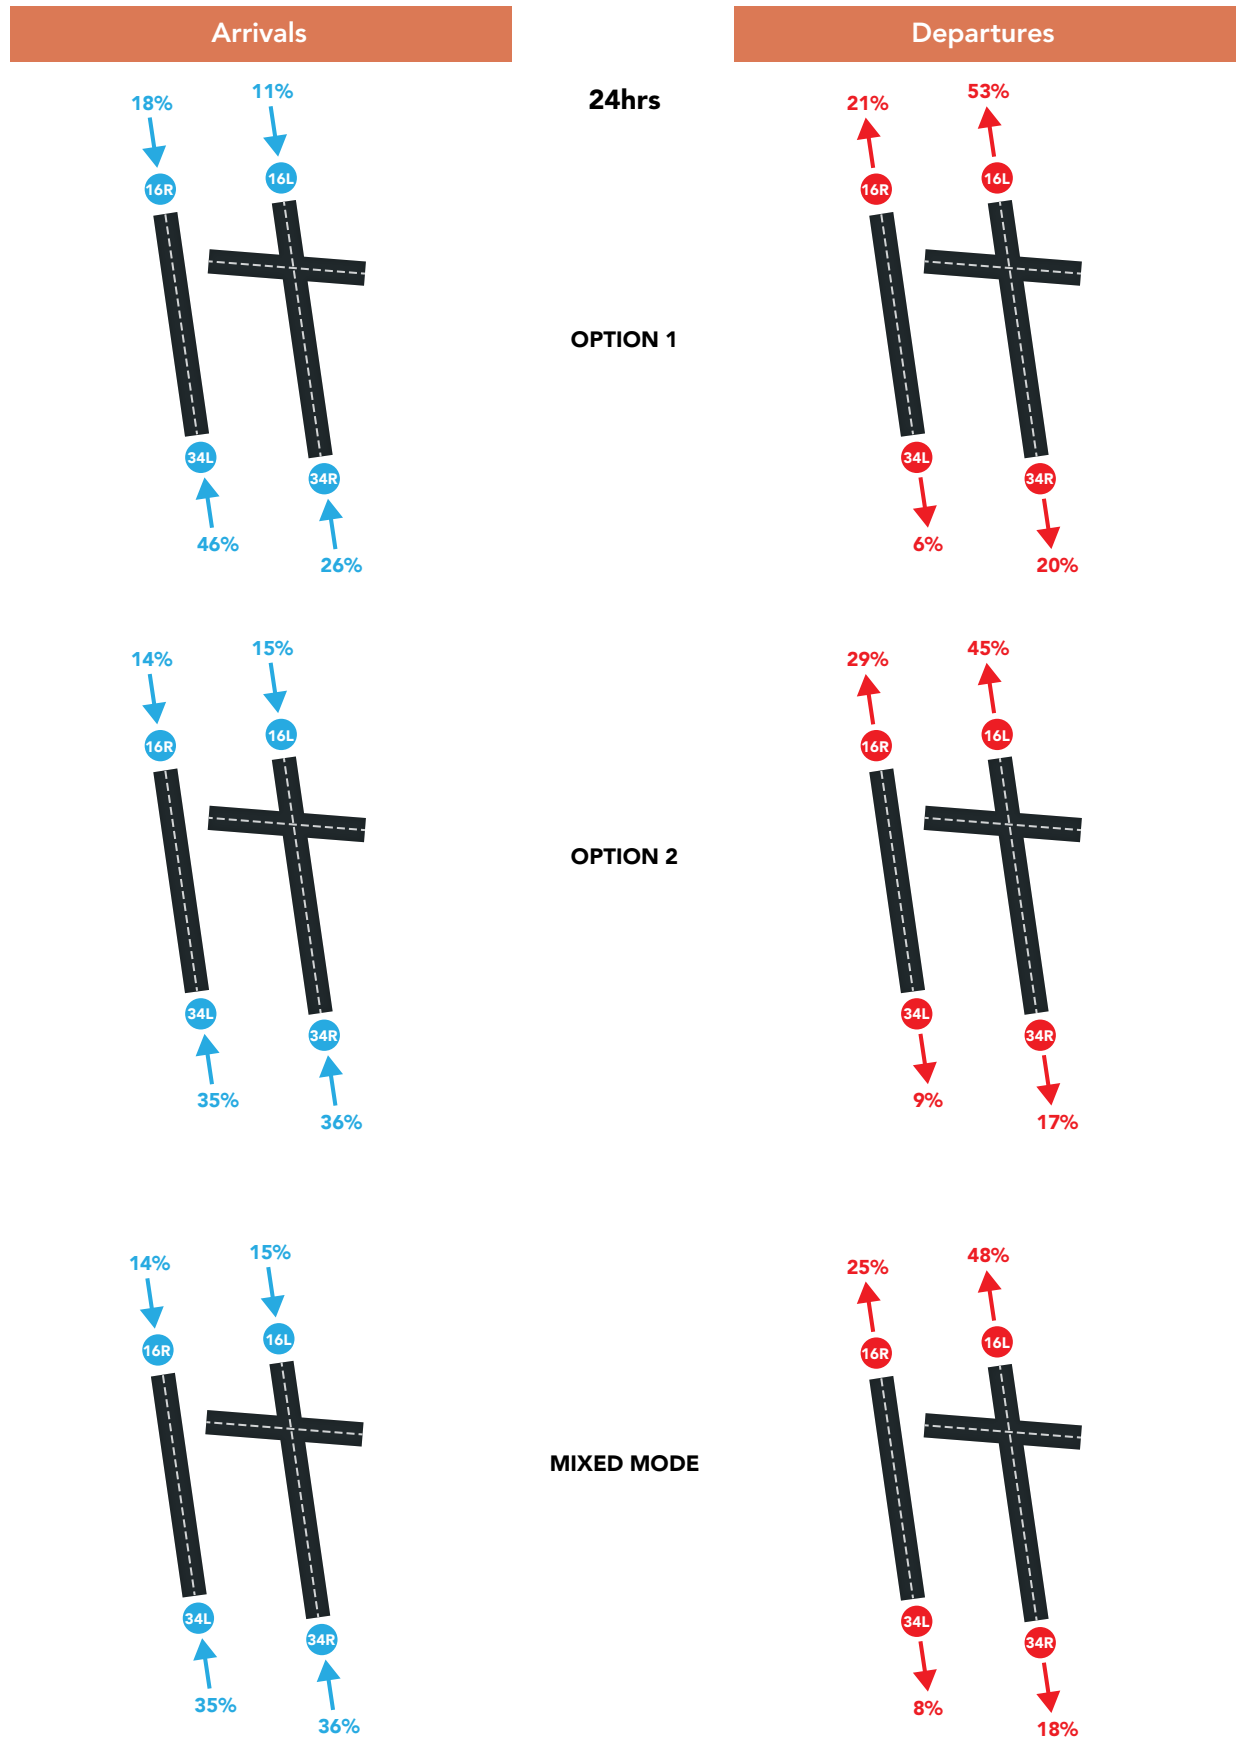 Arrivals
Departures
24hrs
18%
11%
21%
53%
16R
16L
16R
16L
OPTION 1
34L
34R
34L
34R
46%
26%
6%
20%
14%
15%
29%
45%
16R
16L
16R
16L
OPTION 2
34L
34R
34L
34R
35%
36%
9%
17%
14%
15%
25%
48%
16R
16L
16R
16L
MIXED MODE
34L
34R
34L
34R
35%
36%
8%
18%